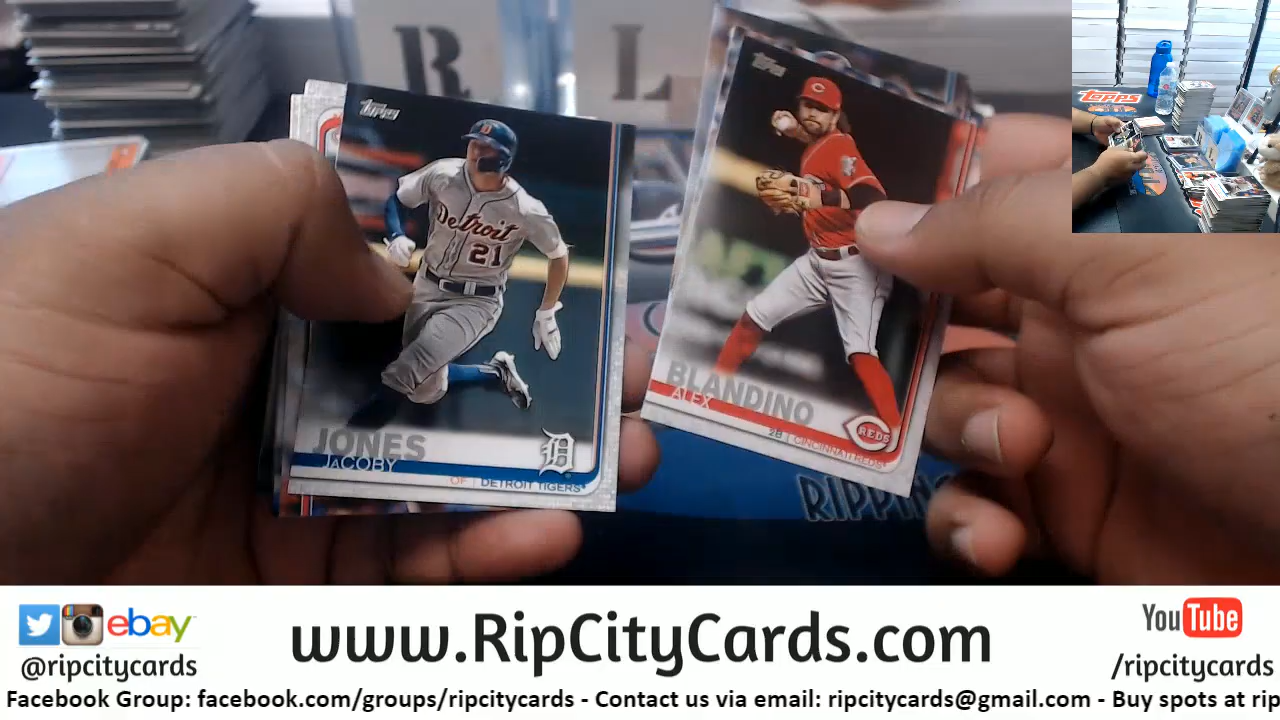 R L
Topps
Detroit
21
JONES
JACOBY
OF | DETROIT TIGERS
Topps
C
BLANDINO
ALEX
2B | CINCINNATI REDS
REDS
RIPPIN
Topps
ebay
@ripcitycards
www.RipCityCards.com
YouTube
/ripcitycards
Facebook Group: facebook.com/groups/ripcitycards - Contact us via email: ripcitycards@gmail.com - Buy spots at rip